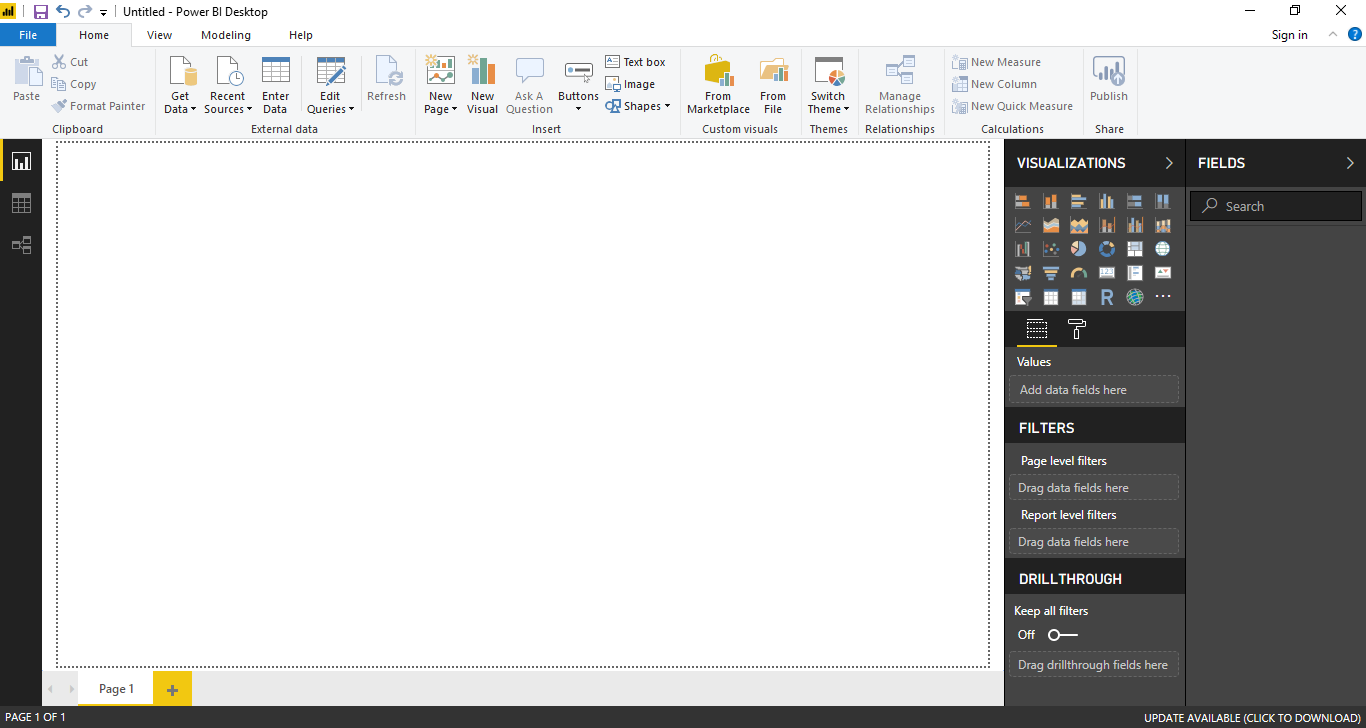 Untitled - Power BI Desktop
File Home View Modeling Help Sign in ?
Paste
Cut
Copy
Format Painter
Clipboard
Get Data
Recent Sources
Enter Data
Edit Queries
Refresh
External data
New Page
New Visual
Ask A Question
Buttons
Text box
Image
Shapes
Insert
From Marketplace
From File
Custom visuals
Switch Theme
Themes
Manage Relationships
Relationships
New Measure
New Column
New Quick Measure
Calculations
Publish
Share
VISUALIZATIONS
R
Values
Add data fields here
FILTERS
Page level filters
Drag data fields here
Report level filters
Drag data fields here
DRILLTHROUGH
Keep all filters
Off
Drag drillthrough fields here
FIELDS
Search
Page 1
PAGE 1 OF 1
UPDATE AVAILABLE (CLICK TO DOWNLOAD)